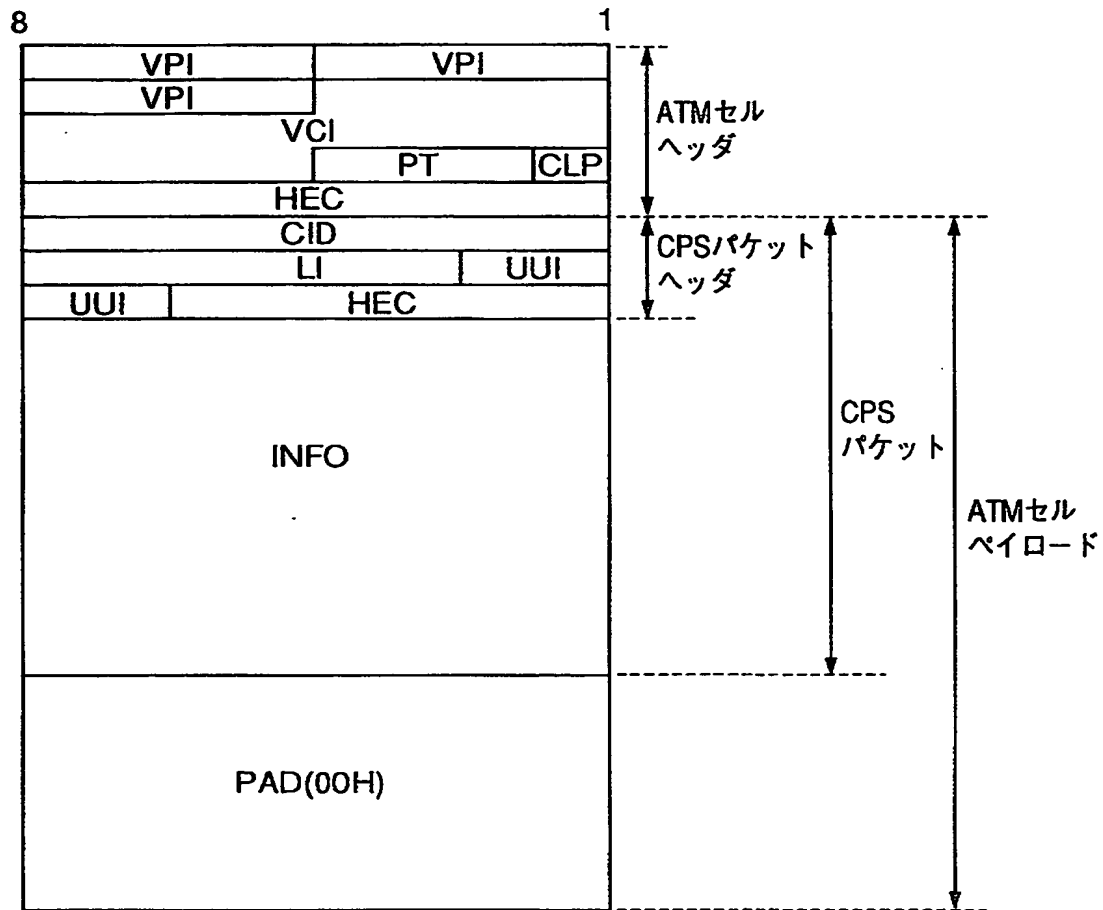 8 1
VPI VPI
VPI
VCI
PT CLP
HEC
CID
LI UUI
UUI HEC
INFO
PAD(00H)
ATMセル
ヘッダ
CPSパケット
ヘッダ
CPS
パケット
ATMセル
ペイロード